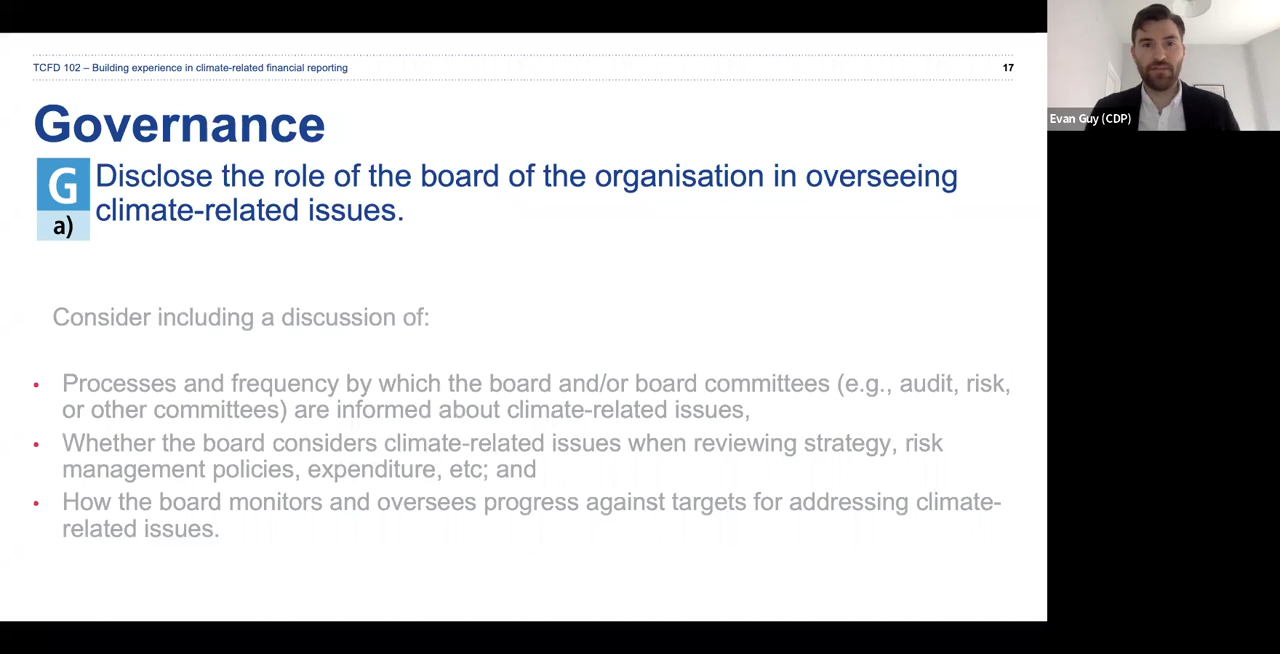 TCFD 102 – Building experience in climate-related financial reporting
17
Governance
G
a)
Disclose the role of the board of the organisation in overseeing
climate-related issues.
Consider including a discussion of:
• Processes and frequency by which the board and/or board committees (e.g., audit, risk,
or other committees) are informed about climate-related issues,
• Whether the board considers climate-related issues when reviewing strategy, risk
management policies, expenditure, etc; and
• How the board monitors and oversees progress against targets for addressing climate-
related issues.
Evan Guy (CDP)